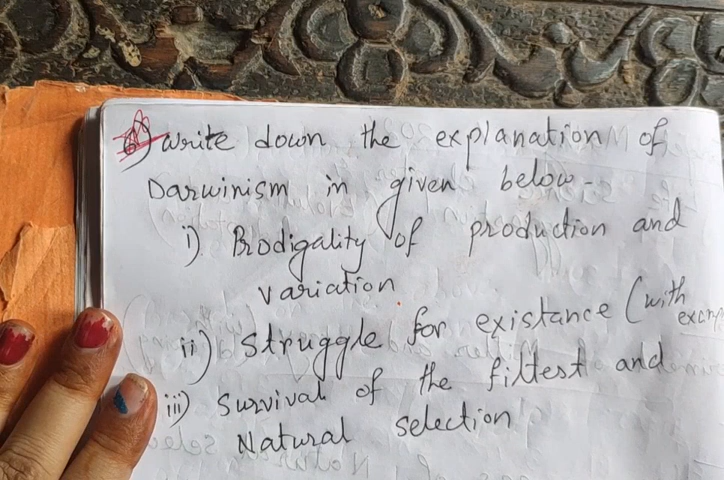 6) write down the explanation of
Darwinism in given below-
i) Prodigality of production and
variation
ii) struggle for existance (with
iii) survival of the fittest and
Natural selection